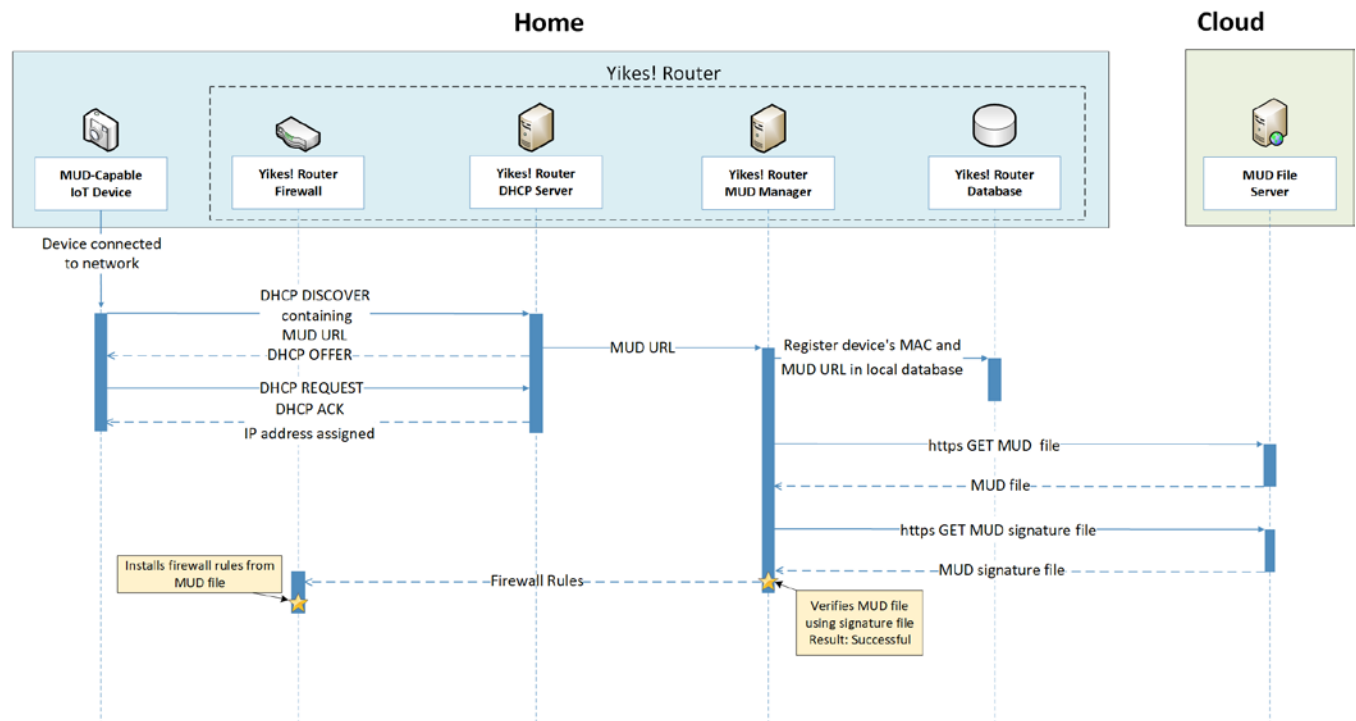 Home
Cloud
Yikes! Router
MUD-Capable
IoT Device
Yikes! Router
Firewall
Yikes! Router
DHCP Server
Yikes! Router
MUD Manager
Yikes! Router
Database
MUD File
Server
Device connected
to network
DHCP DISCOVER
containing
MUD URL
DHCP OFFER
MUD URL
Register device's MAC and
MUD URL in local database
DHCP REQUEST
DHCP ACK
IP address assigned
https GET MUD file
MUD file
https GET MUD signature file
MUD signature file
Installs firewall rules from
MUD file
Firewall Rules
Verifies MUD file
using signature file
Result: Successful